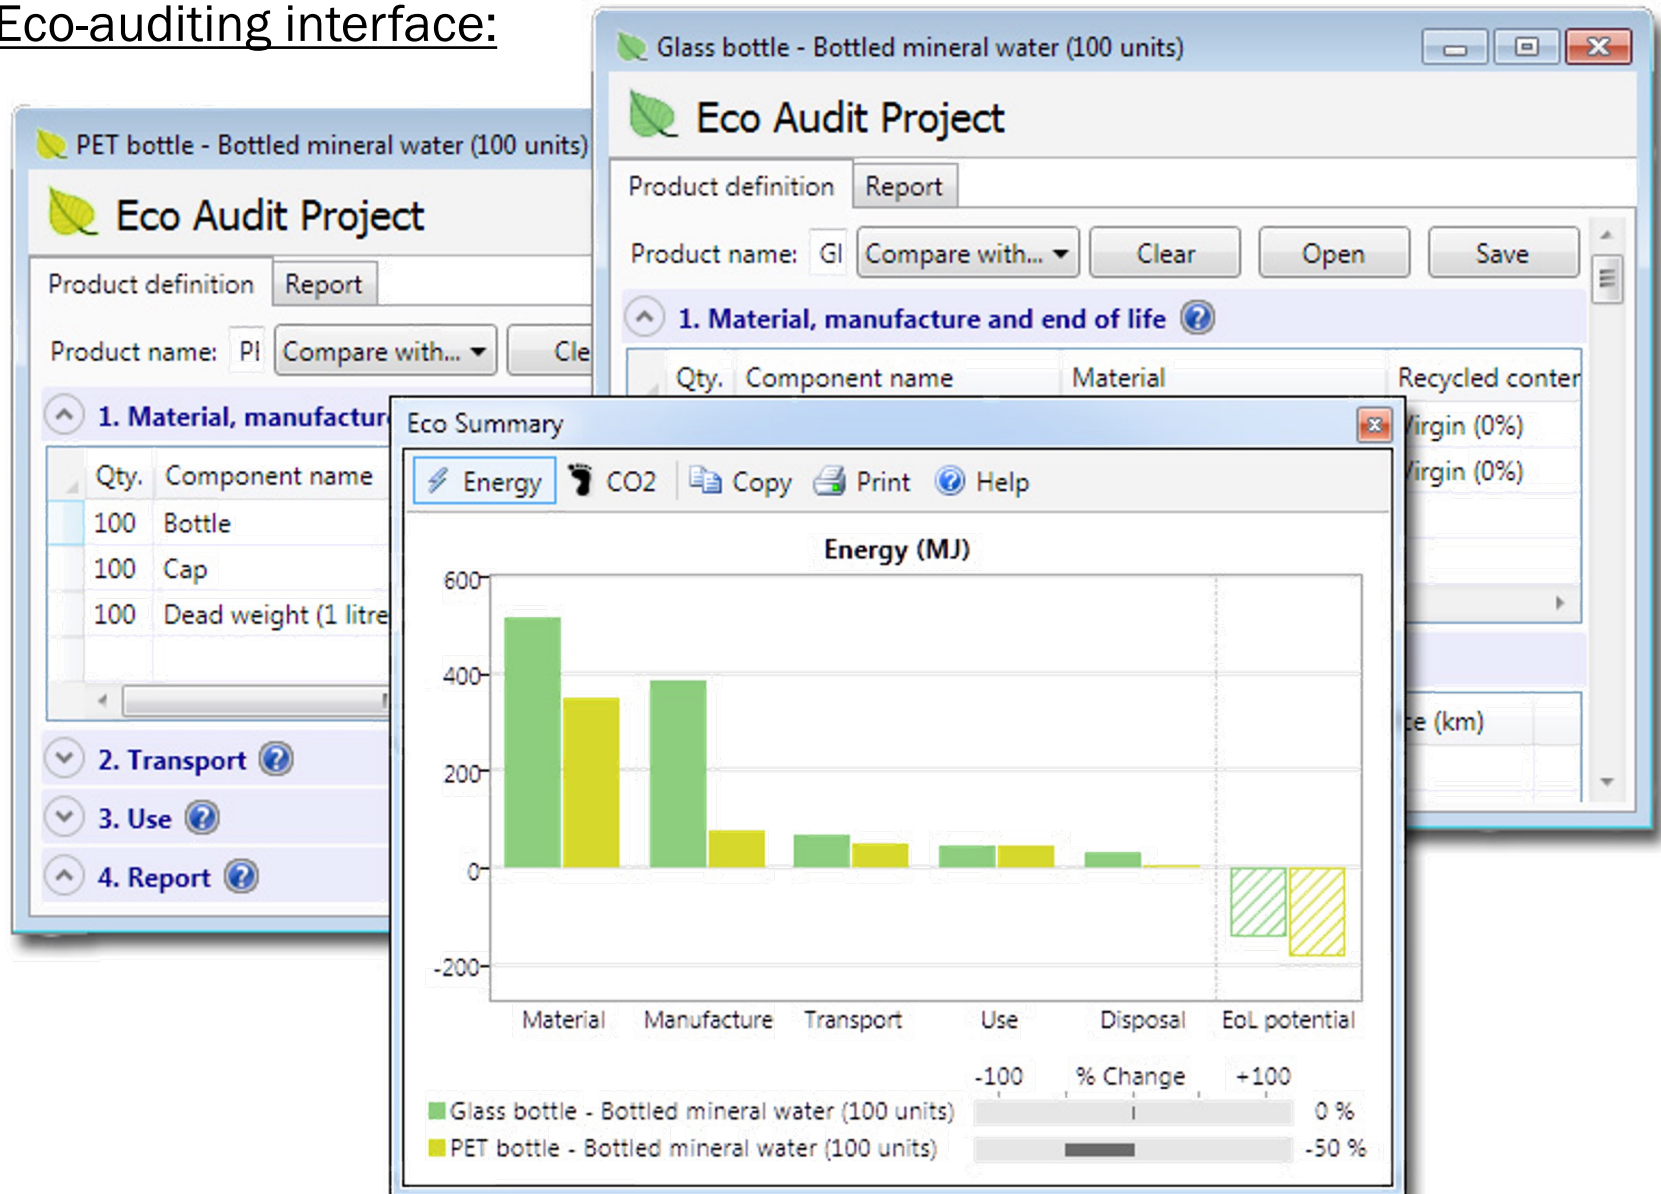 Eco-auditing interface:
Glass bottle - Bottled mineral water (100 units)
Eco Audit Project
Product definition Report
Product name: Gl Compare with... Clear Open Save
1. Material, manufacture and end of life
Qty. Component name Material Recycled conter
Virgin (0%)
Virgin (0%)
ce (km)
PET bottle - Bottled mineral water (100 units)
Eco Audit Project
Product definition Report
Product name: Compare with... Cle
1. Material, manufactur
Qty. Component name
100 Bottle
100 Cap
100 Dead weight (1 litre
2. Transport
3. Use
4. Report
Eco Summary
Energy CO2 Copy Print Help
Energy (MJ)
600
400
200
0
-200
Material Manufacture Transport Use Disposal EoL potential
-100 % Change +100
Glass bottle - Bottled mineral water (100 units) 0 %
PET bottle - Bottled mineral water (100 units) -50 %